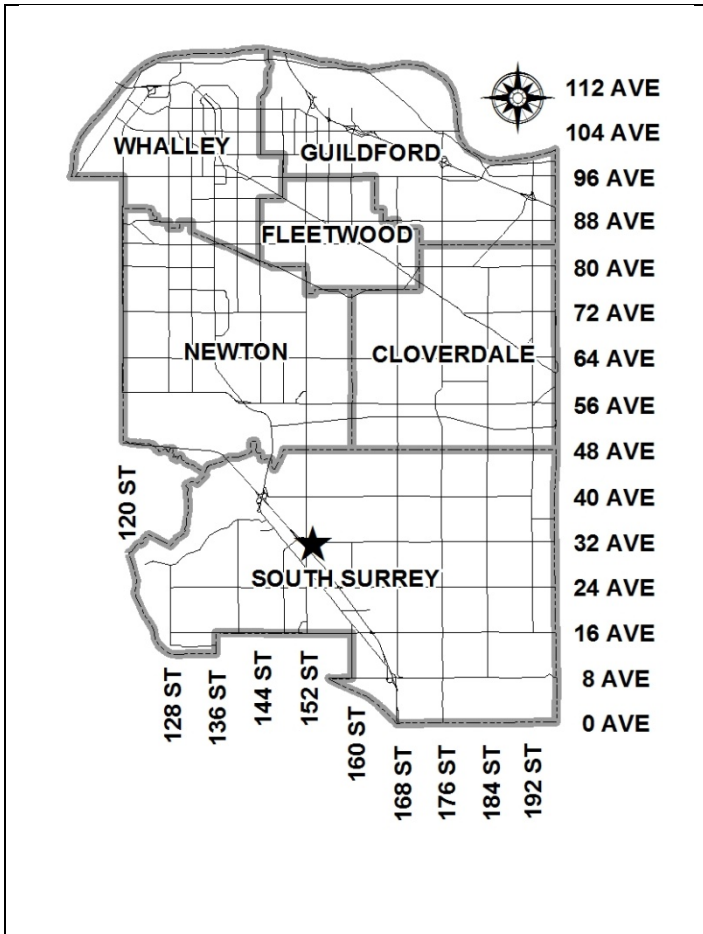 112 AVE
104 AVE
WHALLEY
GUILDFORD
96 AVE
88 AVE
FLEETWOOD
80 AVE
72 AVE
NEWTON
CLOVERDALE
64 AVE
56 AVE
48 AVE
120 ST
40 AVE
32 AVE
SOUTH SURREY
24 AVE
16 AVE
128 ST
136 ST
144 ST
152 ST
160 ST
8 AVE
0 AVE
168 ST
176 ST
184 ST
192 ST